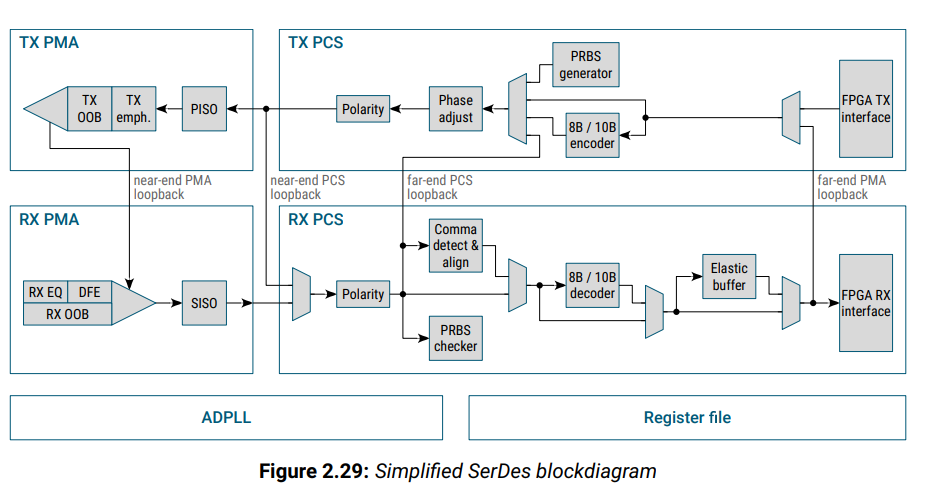 TX PMA
TX PCS
TX
OOB
TX
emph.
PISO
Polarity
Phase
adjust
PRBS
generator
8B / 10B
encoder
FPGA TX
interface
near-end PMA
loopback
near-end PCS
loopback
far-end PCS
loopback
far-end PMA
loopback
RX PMA
RX PCS
RX EQ
DFE
RX OOB
SISO
Polarity
Comma
detect &
align
PRBS
checker
8B / 10B
decoder
Elastic
buffer
FPGA RX
interface
ADPLL
Register file
Figure 2.29: Simplified SerDes blockdiagram